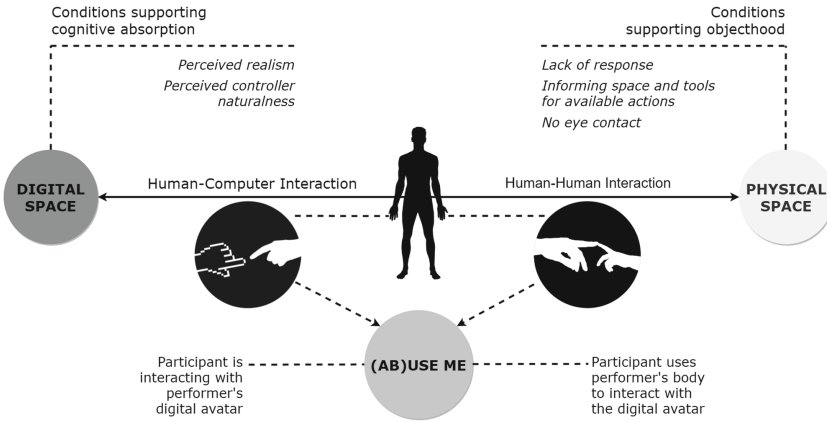 Conditions supporting
cognitive absorption
Perceived realism
Perceived controller
naturalness
Conditions
supporting objecthood
Lack of response
Informing space and tools
for available actions
No eye contact
DIGITAL
SPACE
Human-Computer Interaction
Human-Human Interaction
PHYSICAL
SPACE
(AB)USE ME
Participant is
interacting with
performer's
digital avatar
Participant uses
performer's body
to interact with
the digital avatar